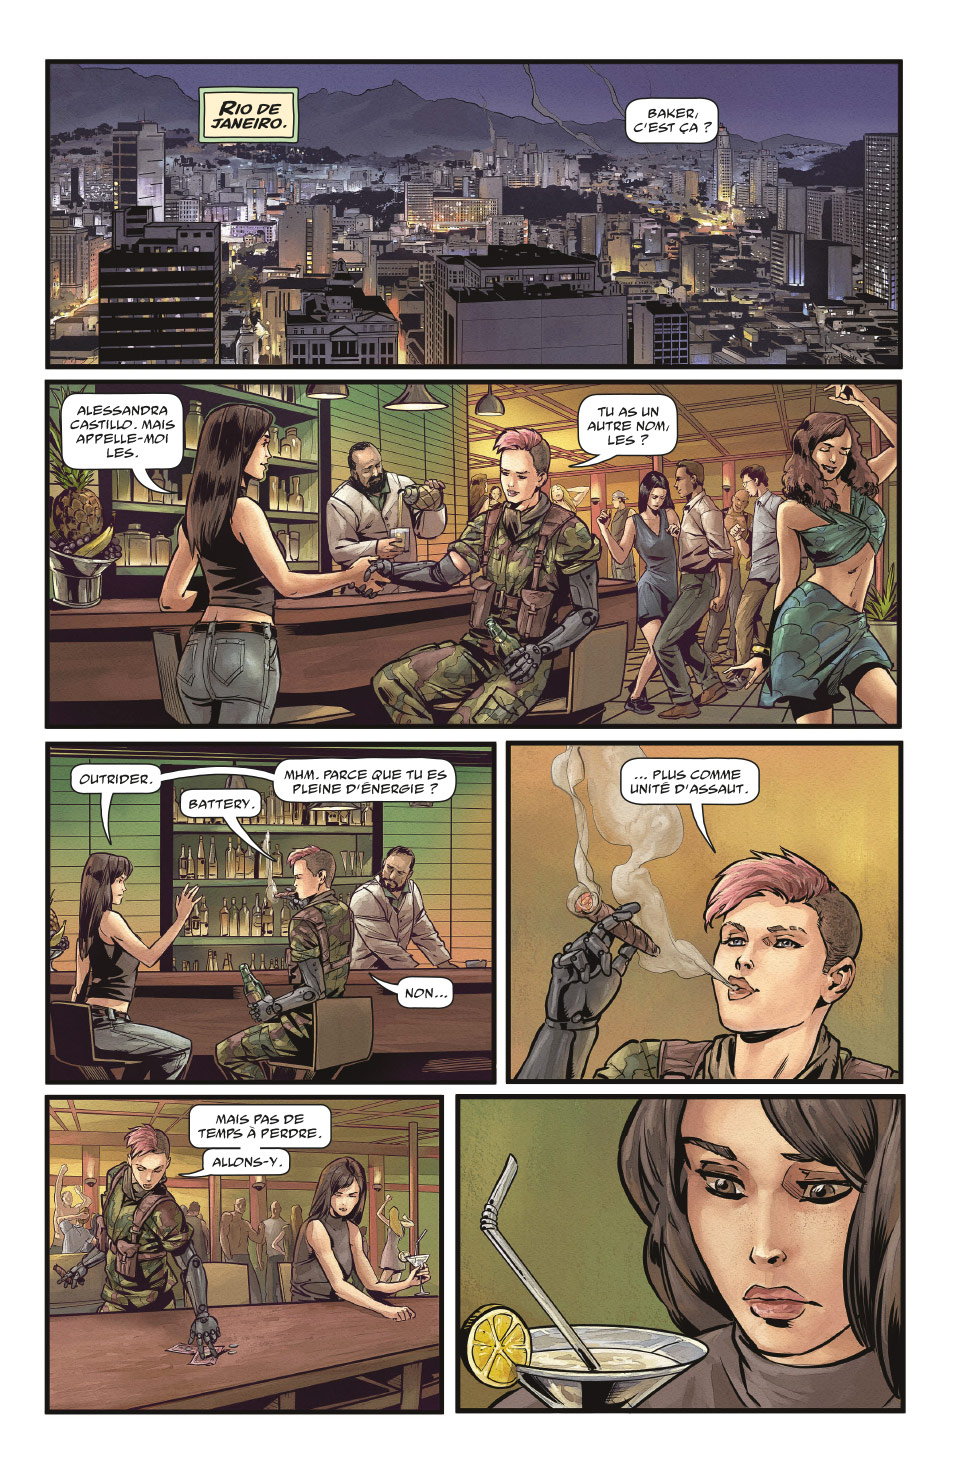 RIO DE
JANEIRO.
BAKER,
C'EST ÇA ?
ALESSANDRA
CASTILLO. MAIS
APPELLE-MOI
LES.
TU AS UN
AUTRE NOM,
LES ?
OUTRIDER.
BATTERY.
MHM. PARCE QUE TU ES
PLEINE D'ÉNERGIE ?
NON...
... PLUS COMME
UNITÉ D'ASSAUT.
MAIS PAS DE
TEMPS À PERDRE.
ALLONS-Y.